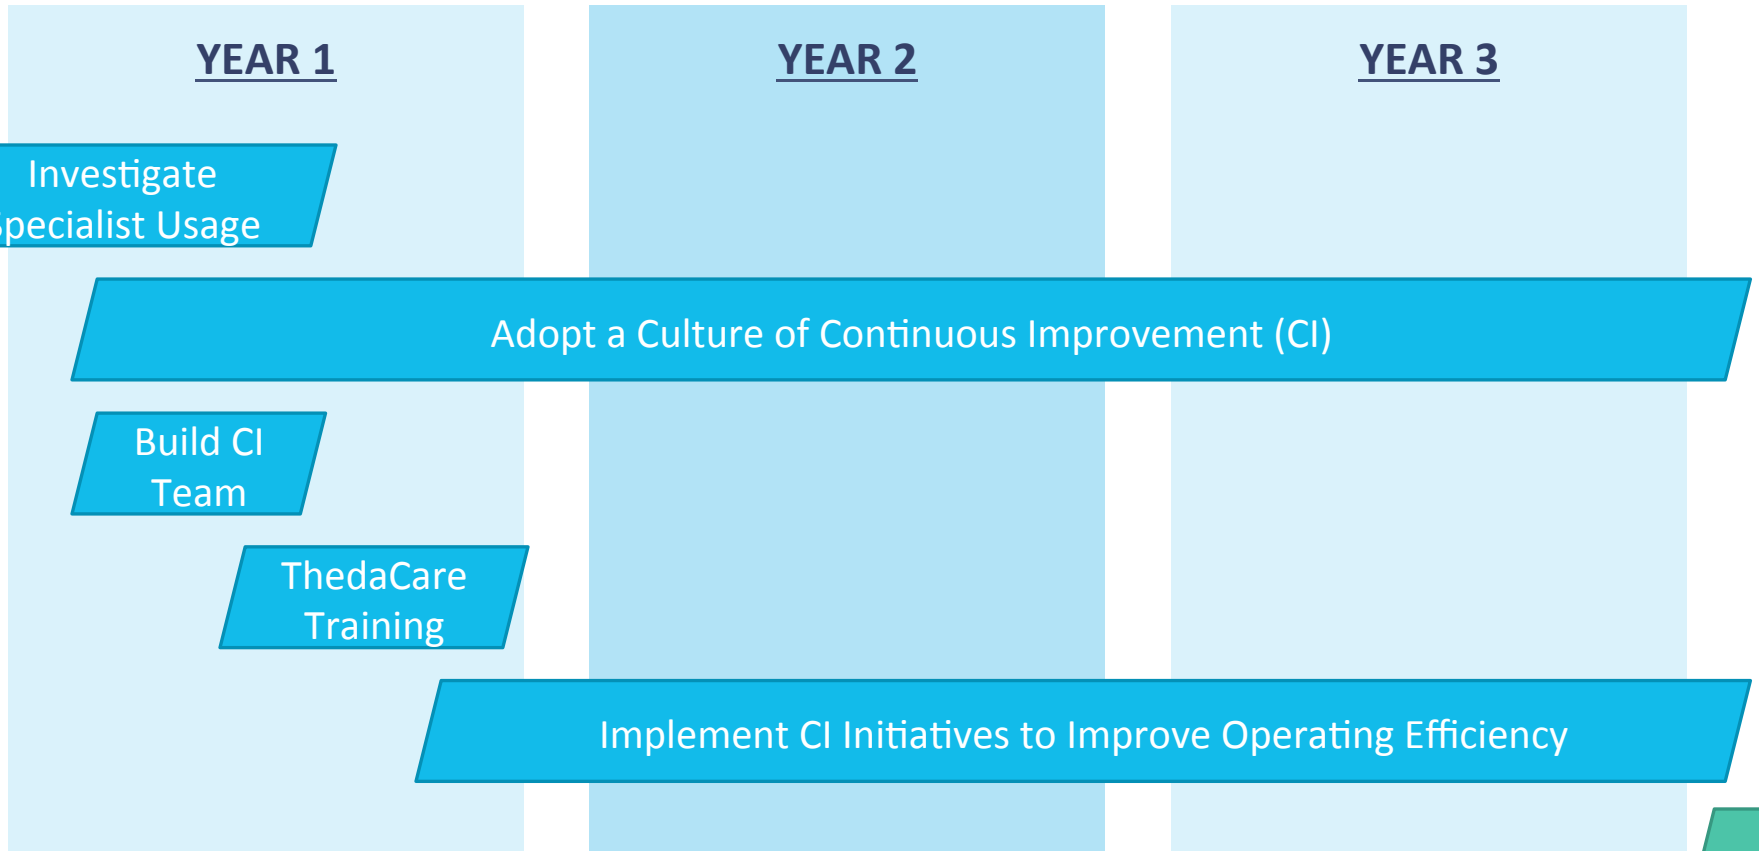 YEAR 1
YEAR 2
YEAR 3
Investigate
Specialist Usage
Adopt a Culture of Continuous Improvement (CI)
Build CI
Team
ThedaCare
Training
Implement CI Initiatives to Improve Operating Efficiency